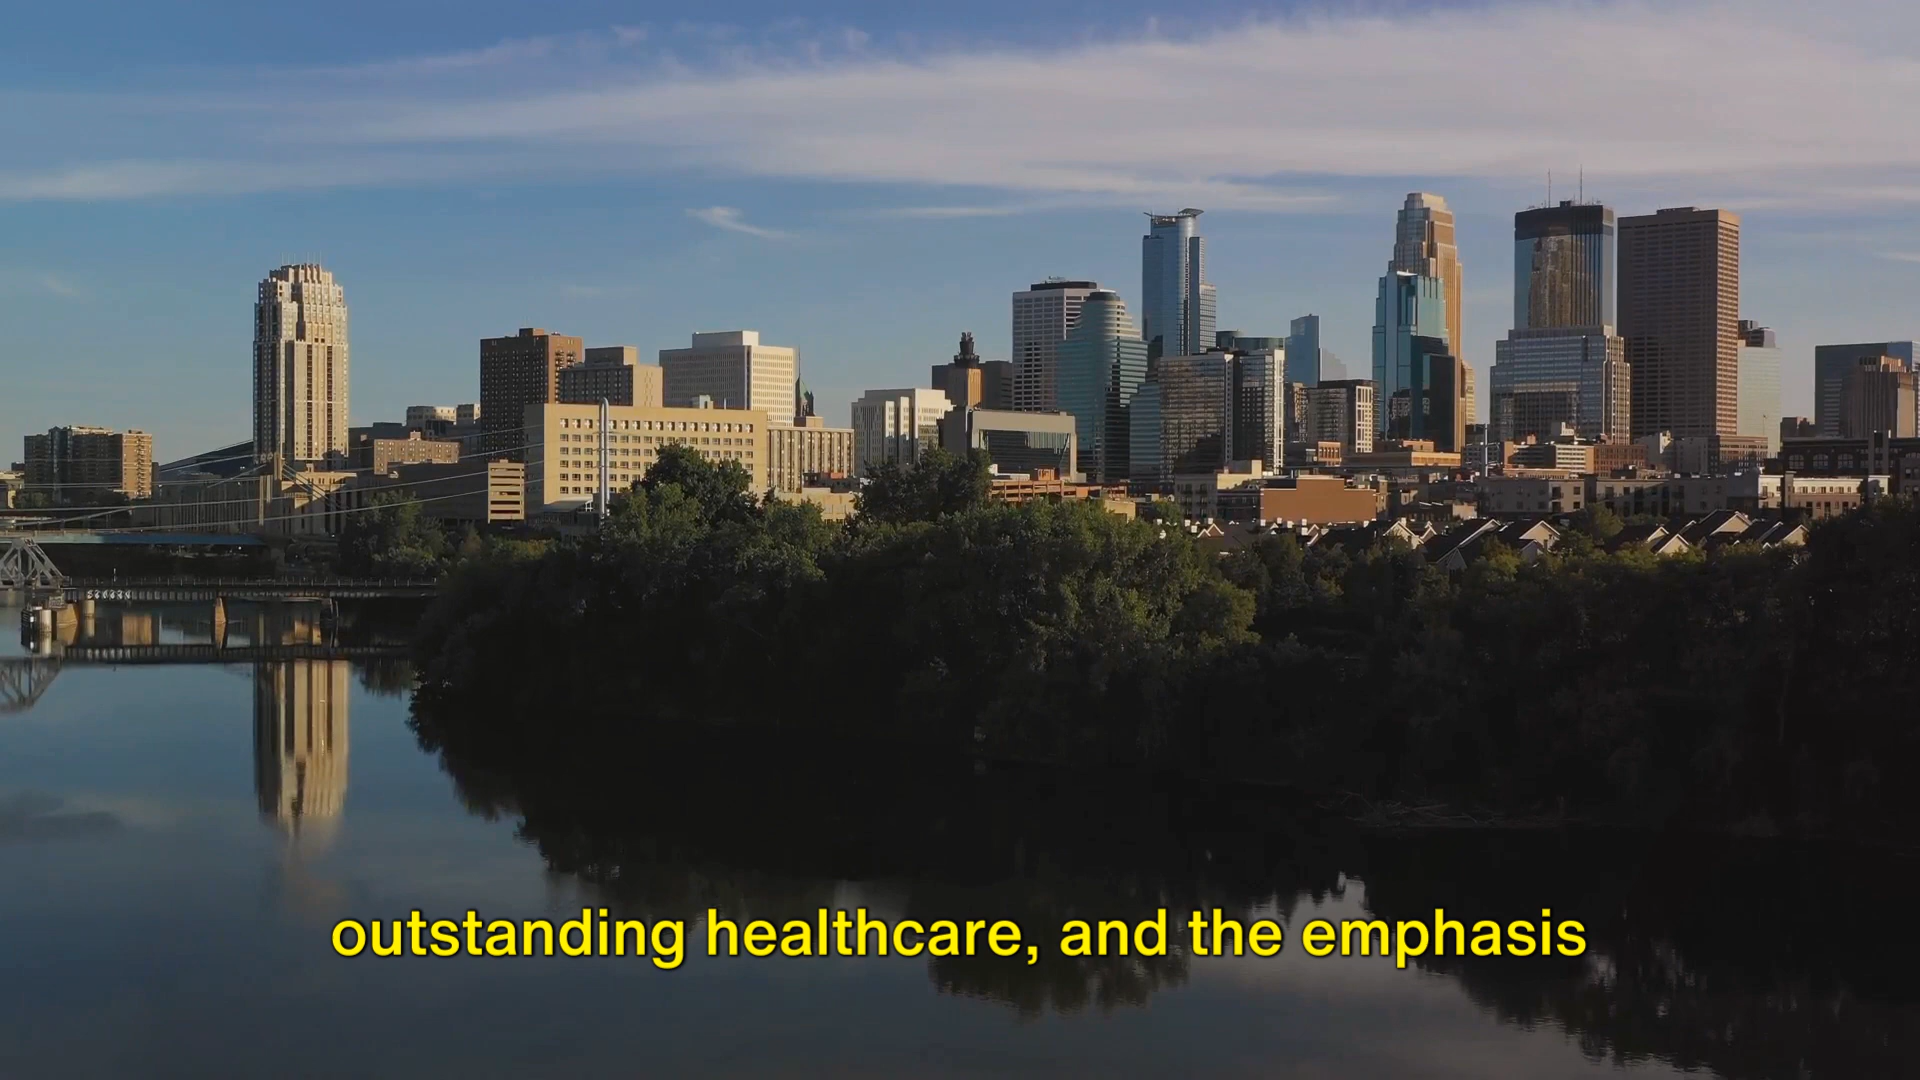 outstanding healthcare, and the emphasis